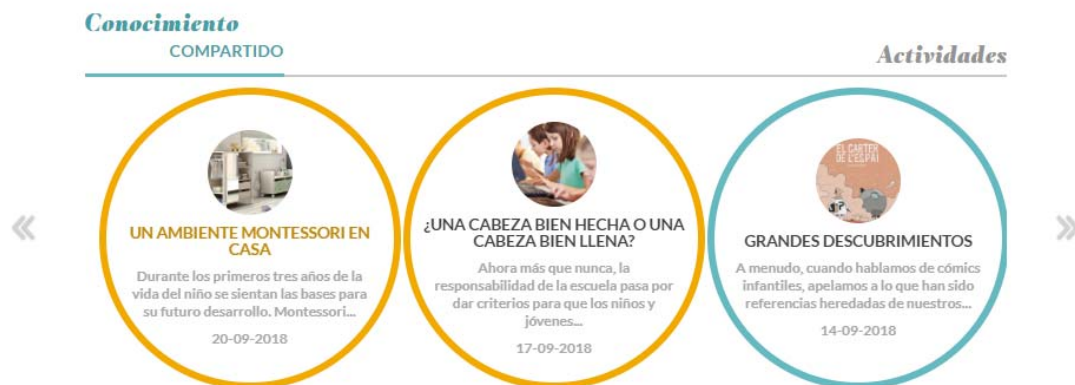 Conocimiento
COMPARTIDO
Actividades
EL CARTER
DE L'ESPAI
UN AMBIENTE MONTESSORI EN
CASA
Durante los primeros tres años de la
vida del niño se sientan las bases para
su futuro desarrollo. Montessori...
20-09-2018
¿UNA CABEZA BIEN HECHA O UNA
CABEZA BIEN LLENA?
Ahora más que nunca, la
responsabilidad de la escuela pasa por
dar criterios para que los niños y
jóvenes...
17-09-2018
GRANDES DESCUBRIMIENTOS
A menudo, cuando hablamos de cómics
infantiles, apelamos a lo que han sido
referencias heredadas de nuestros...
14-09-2018